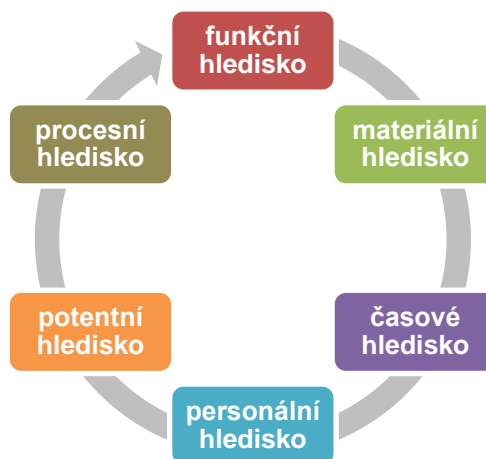 funkční
hledisko
materiální
hledisko
časové
hledisko
personální
hledisko
potentní
hledisko
procesní
hledisko